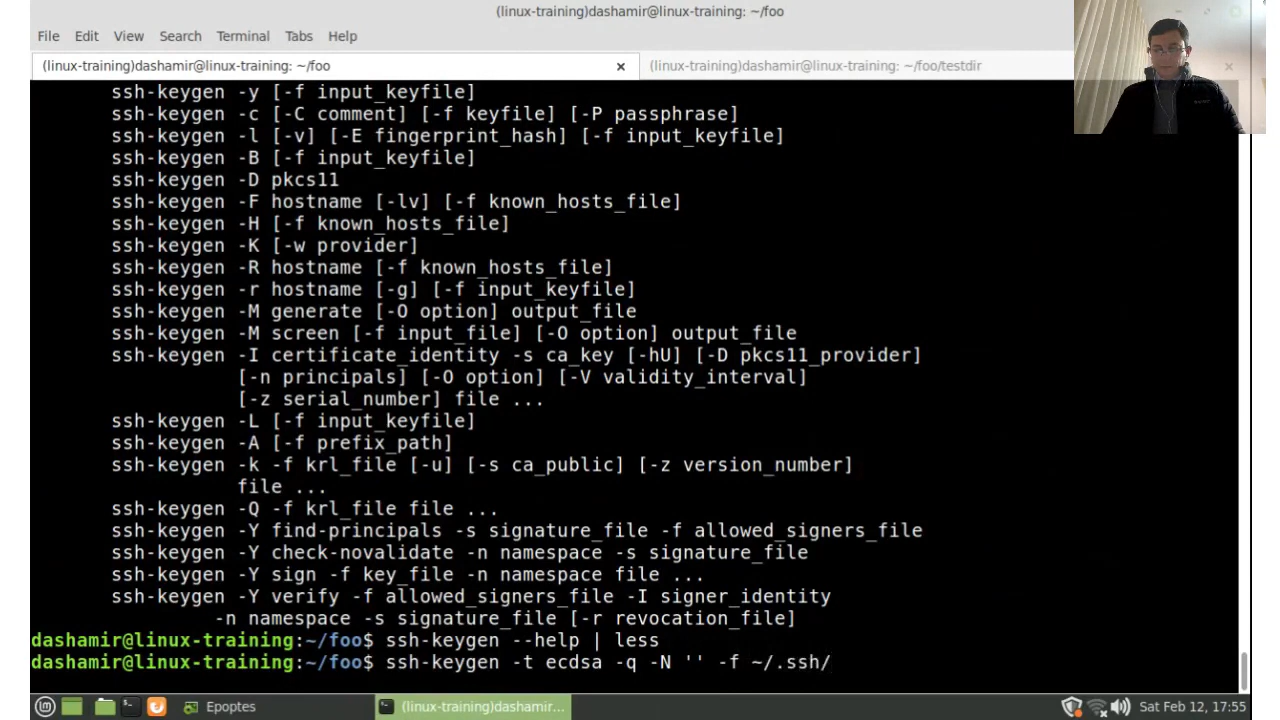 (linux-training)dashamir@linux-training: ~/foo
File Edit View Search Terminal Tabs Help
(linux-training)dashamir@linux-training: ~/foo × (linux-training)dashamir@linux-training: ~/foo/testdir ×
ssh-keygen -y [-f input_keyfile]
ssh-keygen -c [-C comment] [-f keyfile] [-P passphrase]
ssh-keygen -l [-v] [-E fingerprint_hash] [-f input_keyfile]
ssh-keygen -B [-f input_keyfile]
ssh-keygen -D pkcs11
ssh-keygen -F hostname [-lv] [-f known_hosts_file]
ssh-keygen -H [-f known_hosts_file]
ssh-keygen -K [-w provider]
ssh-keygen -R hostname [-f known_hosts_file]
ssh-keygen -r hostname [-g] [-f input_keyfile]
ssh-keygen -M generate [-O option] output_file
ssh-keygen -M screen [-f input_file] [-O option] output_file
ssh-keygen -I certificate_identity -s ca_key [-hU] [-D pkcs11_provider]
[-n principals] [-O option] [-V validity_interval]
[-z serial_number] file ...
ssh-keygen -L [-f input_keyfile]
ssh-keygen -A [-f prefix_path]
ssh-keygen -k -f krl_file [-u] [-s ca_public] [-z version_number]
file ...
ssh-keygen -Q -f krl_file file ...
ssh-keygen -Y find-principals -s signature_file -f allowed_signers_file
ssh-keygen -Y check-novalidate -n namespace -s signature_file
ssh-keygen -Y sign -f key_file -n namespace file ...
ssh-keygen -Y verify -f allowed_signers_file -I signer_identity
-n namespace -s signature_file [-r revocation_file]
dashamir@linux-training:~/foo$ ssh-keygen --help | less
dashamir@linux-training:~/foo$ ssh-keygen -t ecdsa -q -N '' -f ~/.ssh/
Epoptes (linux-training)dashamir... Sat Feb 12, 17:55